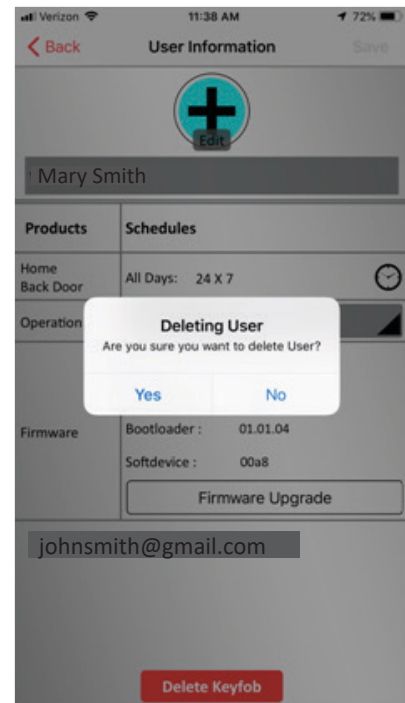 Verizon 11:38 AM 72%
Back User Information Save
Edit
Mary Smith
Products Schedules
Home
Back Door
All Days: 24 X 7
Operation
Deleting User
Are you sure you want to delete User?
Yes No
Firmware
Bootloader : 01.01.04
Softdevice : 00a8
Firmware Upgrade
johnsmith@gmail.com
Delete Keyfob